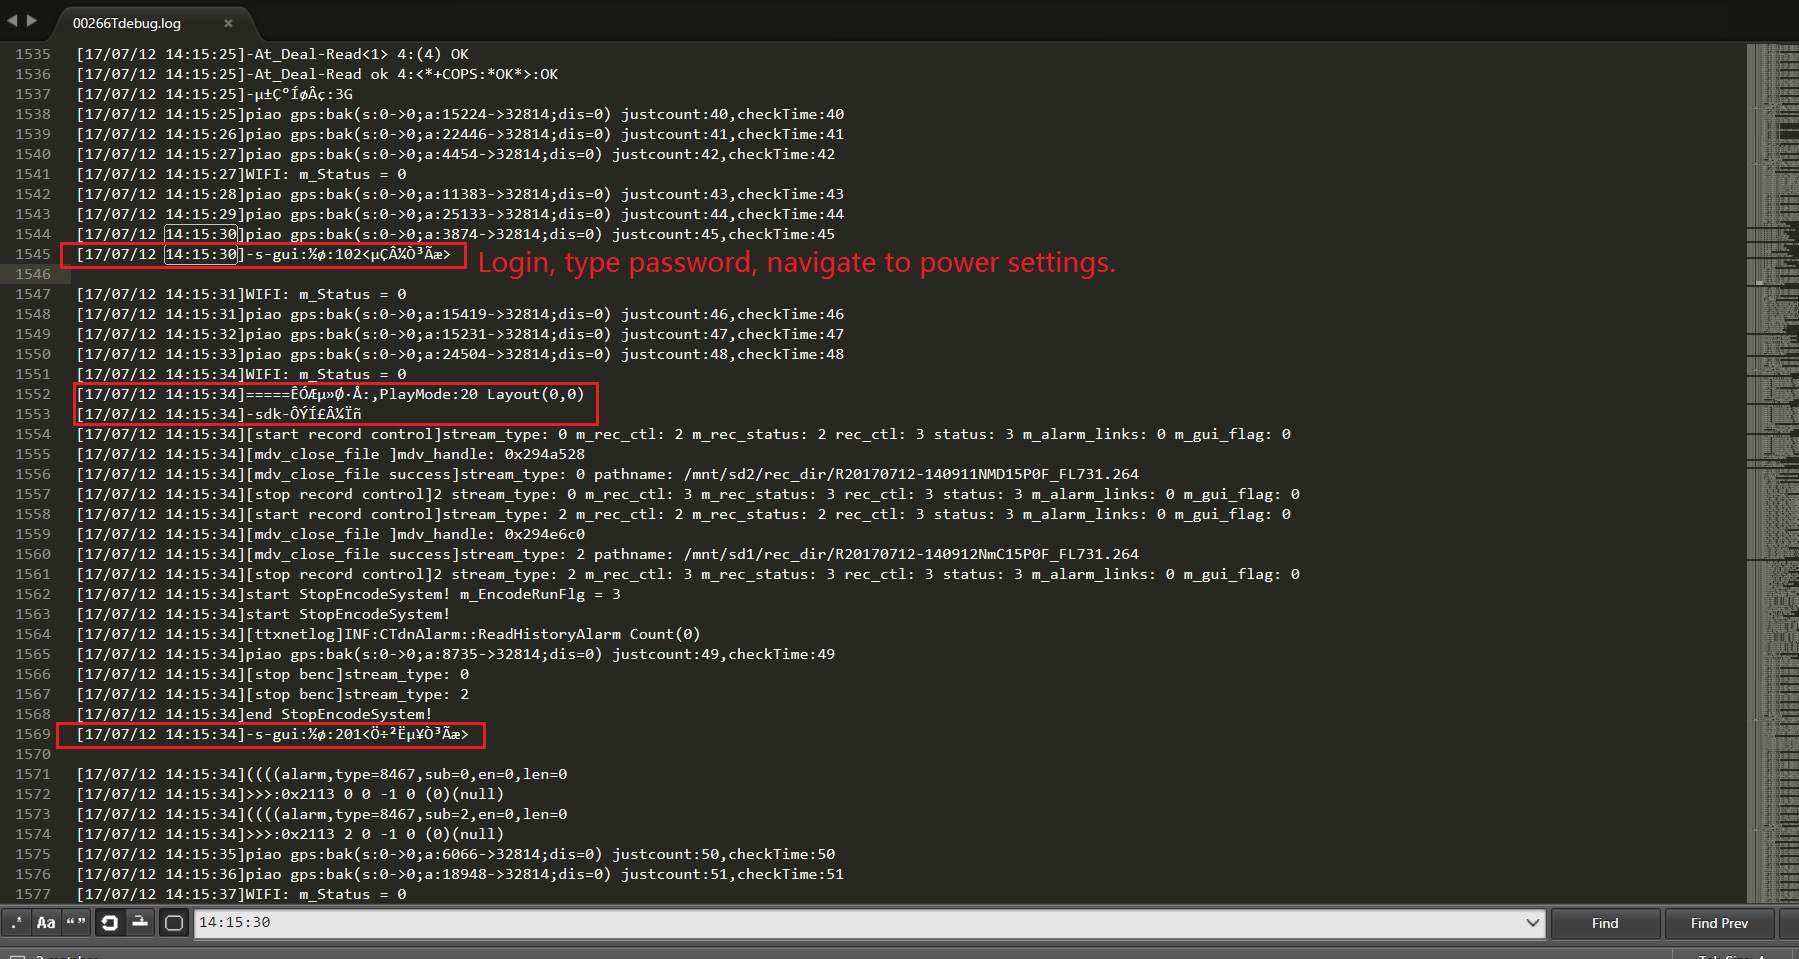 00266Tdebug.log ×
1535 [17/07/12 14:15:25]-At_Deal-Read<1> 4:(4) OK
1536 [17/07/12 14:15:25]-At_Deal-Read ok 4:<*+COPS:*OK*>:OK
1537 [17/07/12 14:15:25]-µ±Ç°ÍøÂç:3G
1538 [17/07/12 14:15:25]piao gps:bak(s:0->0;a:15224->32814;dis=0) justcount:40,checkTime:40
1539 [17/07/12 14:15:26]piao gps:bak(s:0->0;a:22446->32814;dis=0) justcount:41,checkTime:41
1540 [17/07/12 14:15:27]piao gps:bak(s:0->0;a:4454->32814;dis=0) justcount:42,checkTime:42
1541 [17/07/12 14:15:27]WIFI: m_Status = 0
1542 [17/07/12 14:15:28]piao gps:bak(s:0->0;a:11383->32814;dis=0) justcount:43,checkTime:43
1543 [17/07/12 14:15:29]piao gps:bak(s:0->0;a:25133->32814;dis=0) justcount:44,checkTime:44
1544 [17/07/12 14:15:30]piao gps:bak(s:0->0;a:3874->32814;dis=0) justcount:45,checkTime:45
1545 [17/07/12 14:15:30]-s-gui:½ø:102<µÇÂ¼Ò³Ãæ>
Login, type password, navigate to power settings.
1546
1547 [17/07/12 14:15:31]WIFI: m_Status = 0
1548 [17/07/12 14:15:31]piao gps:bak(s:0->0;a:15419->32814;dis=0) justcount:46,checkTime:46
1549 [17/07/12 14:15:32]piao gps:bak(s:0->0;a:15231->32814;dis=0) justcount:47,checkTime:47
1550 [17/07/12 14:15:33]piao gps:bak(s:0->0;a:24504->32814;dis=0) justcount:48,checkTime:48
1551 [17/07/12 14:15:34]WIFI: m_Status = 0
1552 [17/07/12 14:15:34]=====ÊÓÆµ»Ø·Å:,PlayMode:20 Layout(0,0)
1553 [17/07/12 14:15:34]-sdk-ÔÝÍ£Â¼Ïñ
1554 [17/07/12 14:15:34][start record control]stream_type: 0 m_rec_ctl: 2 m_rec_status: 2 rec_ctl: 3 status: 3 m_alarm_links: 0 m_gui_flag: 0
1555 [17/07/12 14:15:34][mdv_close_file ]mdv_handle: 0x294a528
1556 [17/07/12 14:15:34][mdv_close_file success]stream_type: 0 pathname: /mnt/sd2/rec_dir/R20170712-140911NMD15P0F_FL731.264
1557 [17/07/12 14:15:34][stop record control]2 stream_type: 0 m_rec_ctl: 3 m_rec_status: 3 rec_ctl: 3 status: 3 m_alarm_links: 0 m_gui_flag: 0
1558 [17/07/12 14:15:34][start record control]stream_type: 2 m_rec_ctl: 2 m_rec_status: 2 rec_ctl: 3 status: 3 m_alarm_links: 0 m_gui_flag: 0
1559 [17/07/12 14:15:34][mdv_close_file ]mdv_handle: 0x294e6c0
1560 [17/07/12 14:15:34][mdv_close_file success]stream_type: 2 pathname: /mnt/sd1/rec_dir/R20170712-140912NmC15P0F_FL731.264
1561 [17/07/12 14:15:34][stop record control]2 stream_type: 2 m_rec_ctl: 3 m_rec_status: 3 rec_ctl: 3 status: 3 m_alarm_links: 0 m_gui_flag: 0
1562 [17/07/12 14:15:34]start StopEncodeSystem! m_EncodeRunFlg = 3
1563 [17/07/12 14:15:34]start StopEncodeSystem!
1564 [17/07/12 14:15:34][ttxnetlog]INF:CTdnAlarm::ReadHistoryAlarm Count(0)
1565 [17/07/12 14:15:34]piao gps:bak(s:0->0;a:8735->32814;dis=0) justcount:49,checkTime:49
1566 [17/07/12 14:15:34][stop benc]stream_type: 0
1567 [17/07/12 14:15:34][stop benc]stream_type: 2
1568 [17/07/12 14:15:34]end StopEncodeSystem!
1569 [17/07/12 14:15:34]-s-gui:½ø:201<Ö÷²Ëµ¥Ò³Ãæ>
1570
1571 [17/07/12 14:15:34]((((alarm,type=8467,sub=0,en=0,len=0
1572 [17/07/12 14:15:34]>>>:0x2113 0 0 -1 0 (0)(null)
1573 [17/07/12 14:15:34]((((alarm,type=8467,sub=2,en=0,len=0
1574 [17/07/12 14:15:34]>>>:0x2113 2 0 -1 0 (0)(null)
1575 [17/07/12 14:15:35]piao gps:bak(s:0->0;a:6066->32814;dis=0) justcount:50,checkTime:50
1576 [17/07/12 14:15:36]piao gps:bak(s:0->0;a:18948->32814;dis=0) justcount:51,checkTime:51
1577 [17/07/12 14:15:37]WIFI: m_Status = 0
.* Aa “” 14:15:30 Find Find Prev